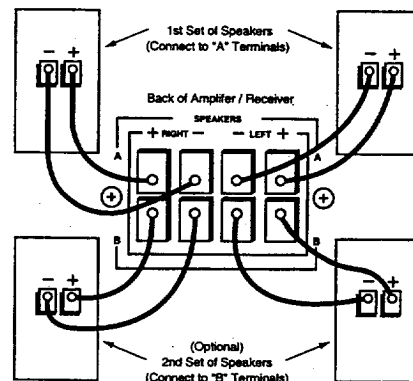 1st Set of Speakers
(Connect to "A" Terminals)
- +
- +
Back of Amplifer / Receiver
SPEAKERS
+ RIGHT - - LEFT +
A A
B B
- +
- +
(Optional)
2nd Set of Speakers
(Connect to "B" Terminals)